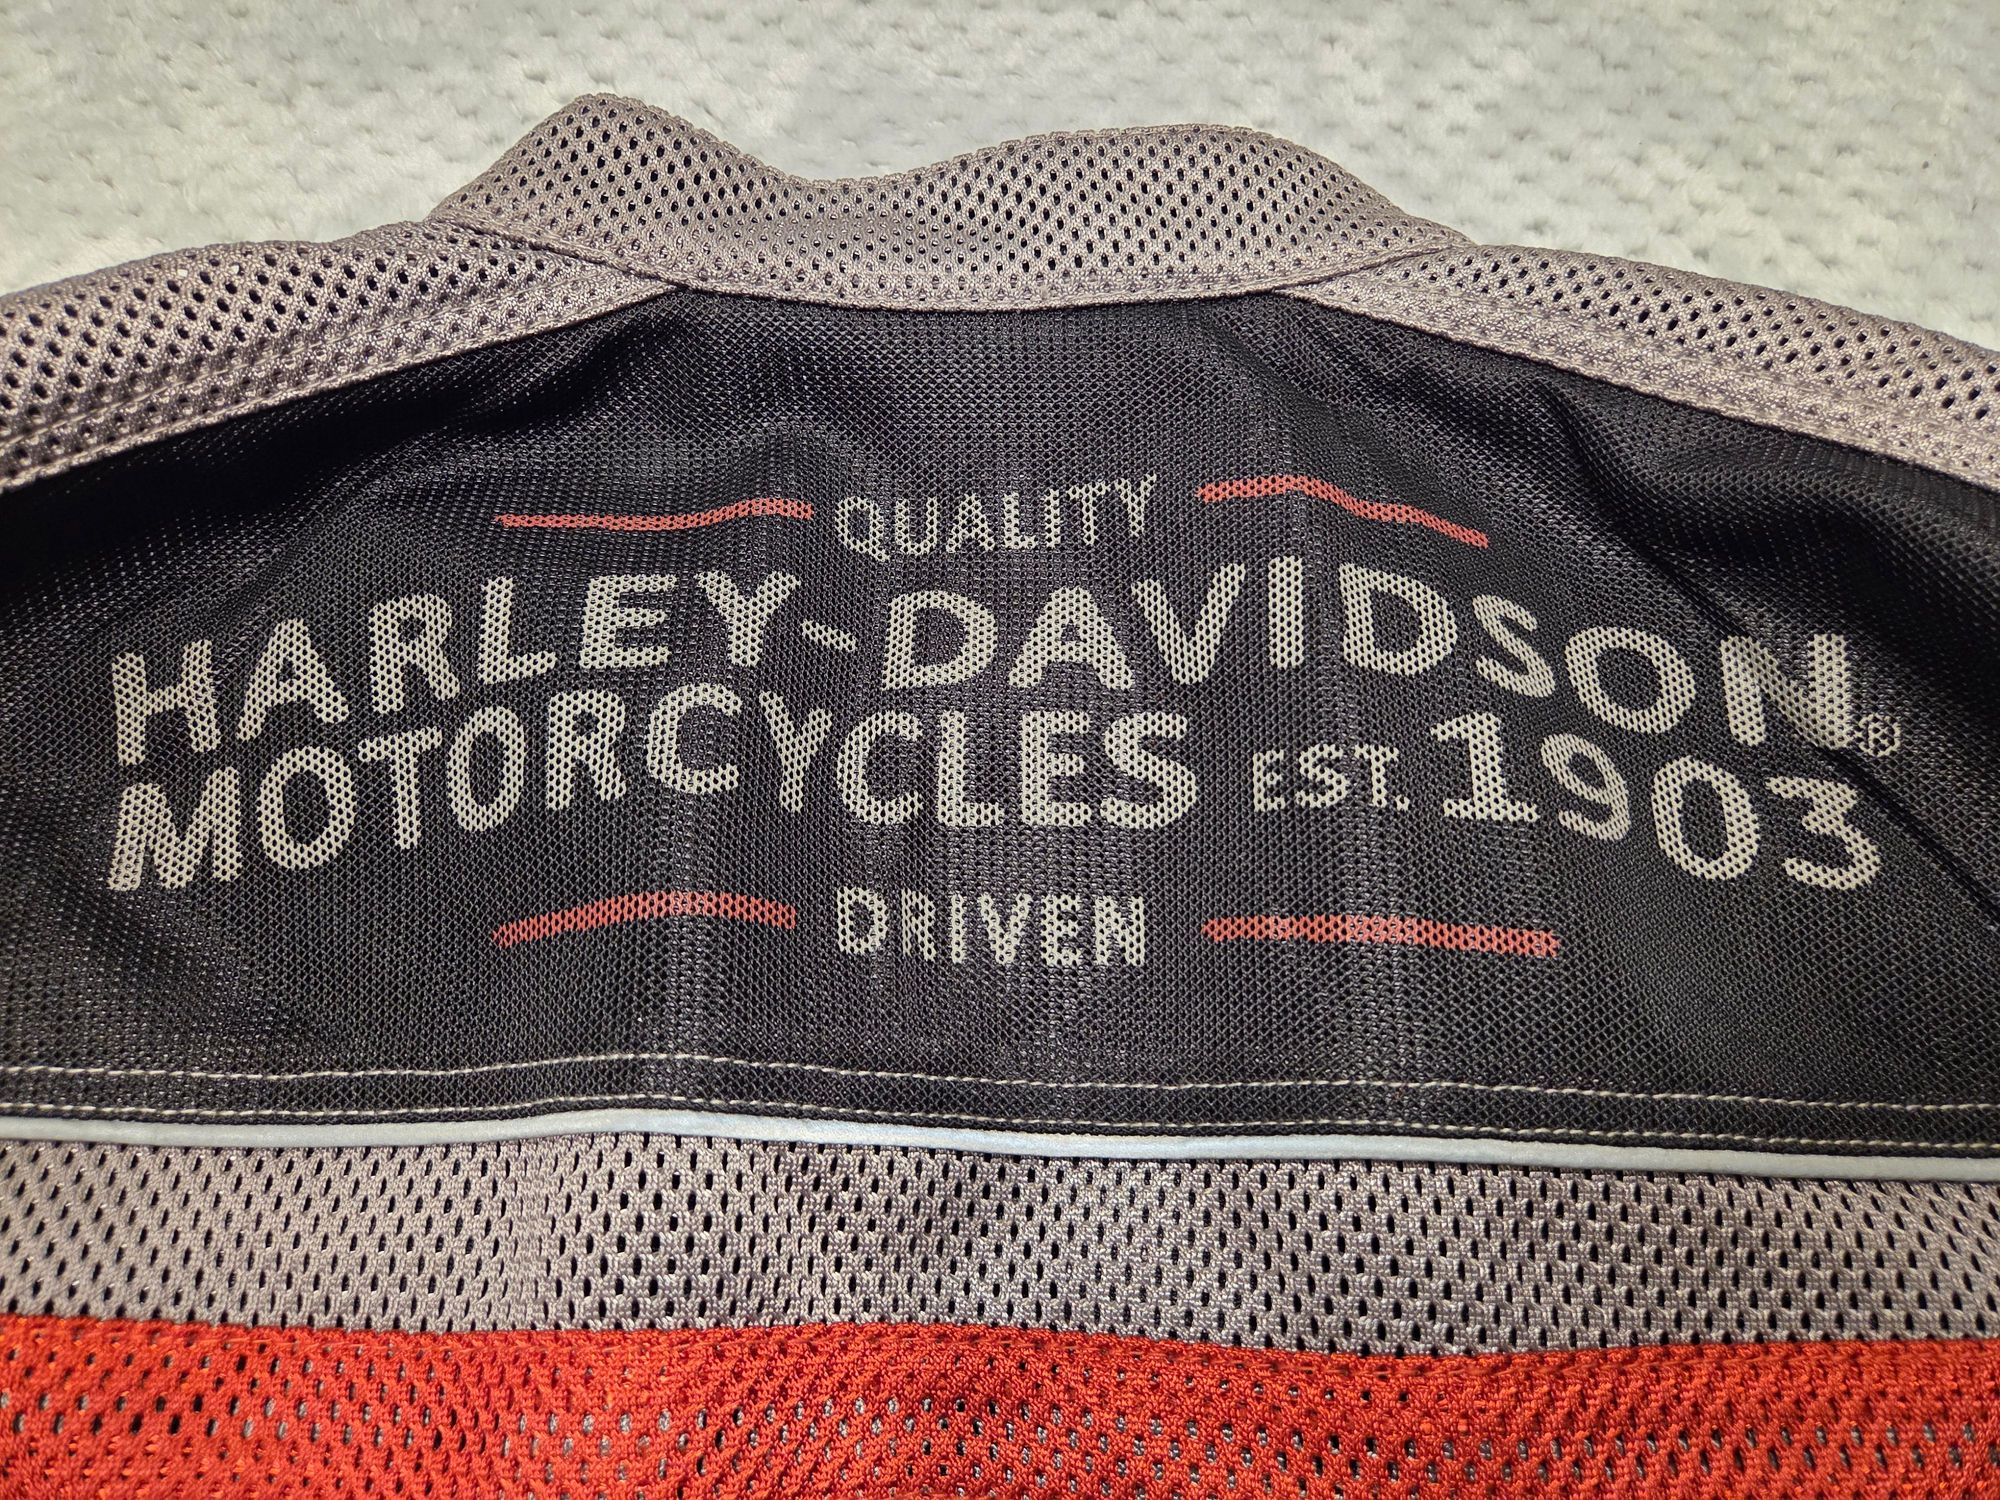 QUALITY
HARLEY-DAVIDSON®
MOTORCYCLES EST. 1903
DRIVEN